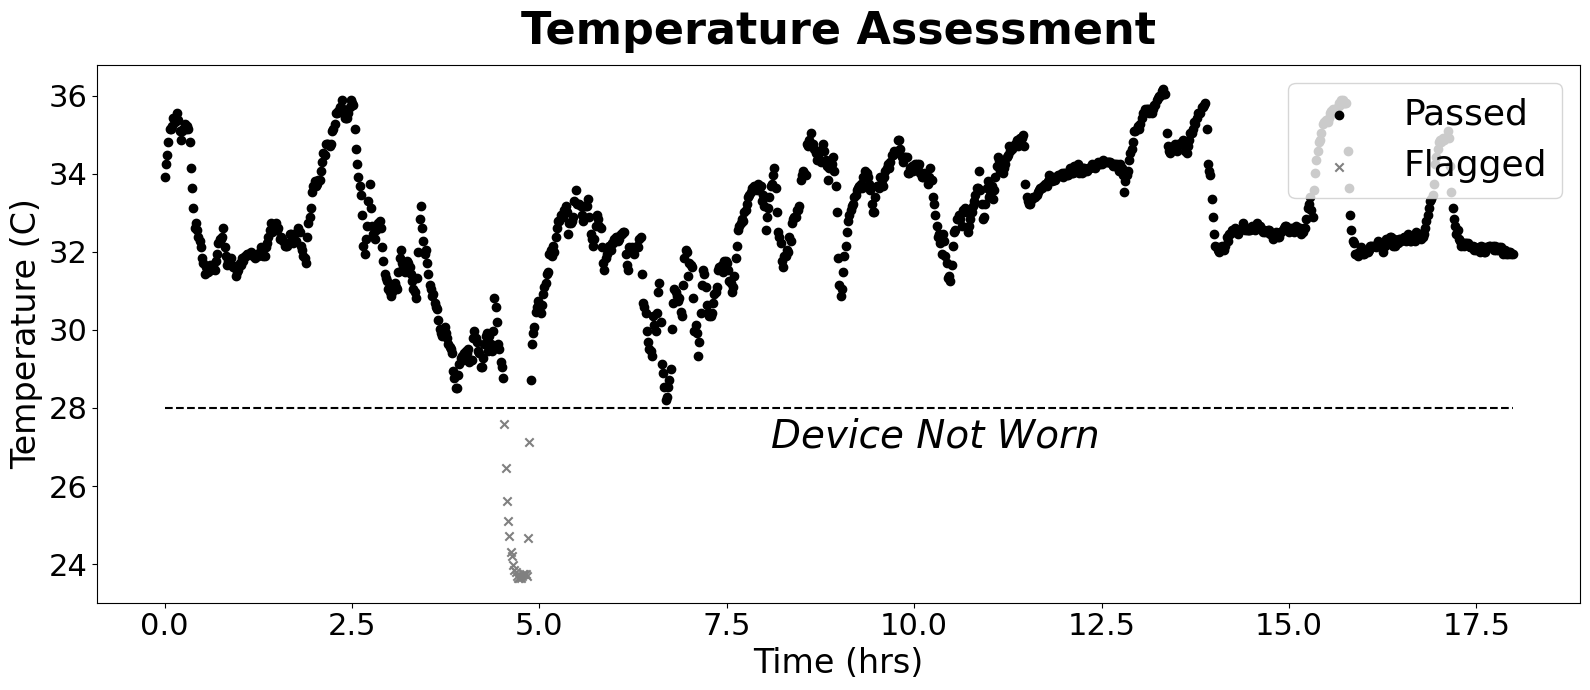 Temperature Assessment
Temperature (C)
36
34
32
30
28
26
24
Passed
Flagged
Device Not Worn
0.0 2.5 5.0 7.5 10.0 12.5 15.0 17.5
Time (hrs)